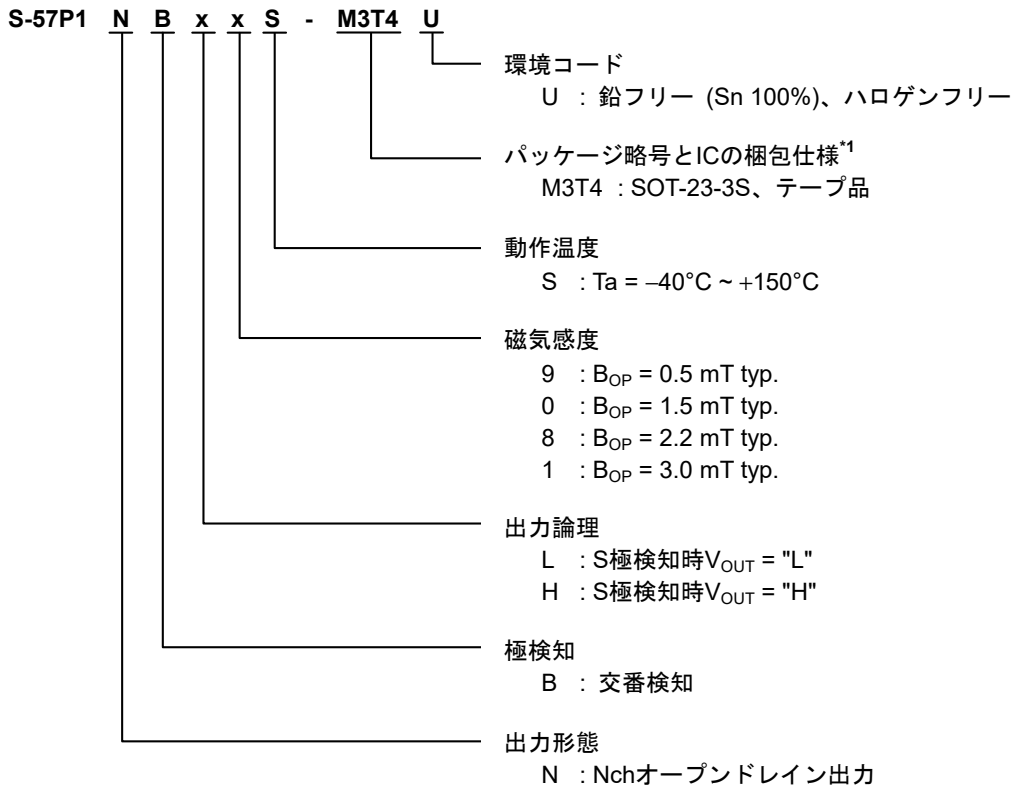 S-57P1 N B x x S - M3T4 U
環境コード
U : 鉛フリー (Sn 100%)、ハロゲンフリー
パッケージ略号とICの梱包仕様*1
M3T4 : SOT-23-3S、テープ品
動作温度
S : Ta = −40°C ~ +150°C
磁気感度
9 : BOP = 0.5 mT typ.
0 : BOP = 1.5 mT typ.
8 : BOP = 2.2 mT typ.
1 : BOP = 3.0 mT typ.
出力論理
L : S極検知時VOUT = "L"
H : S極検知時VOUT = "H"
極検知
B : 交番検知
出力形態
N : Nchオープンドレイン出力